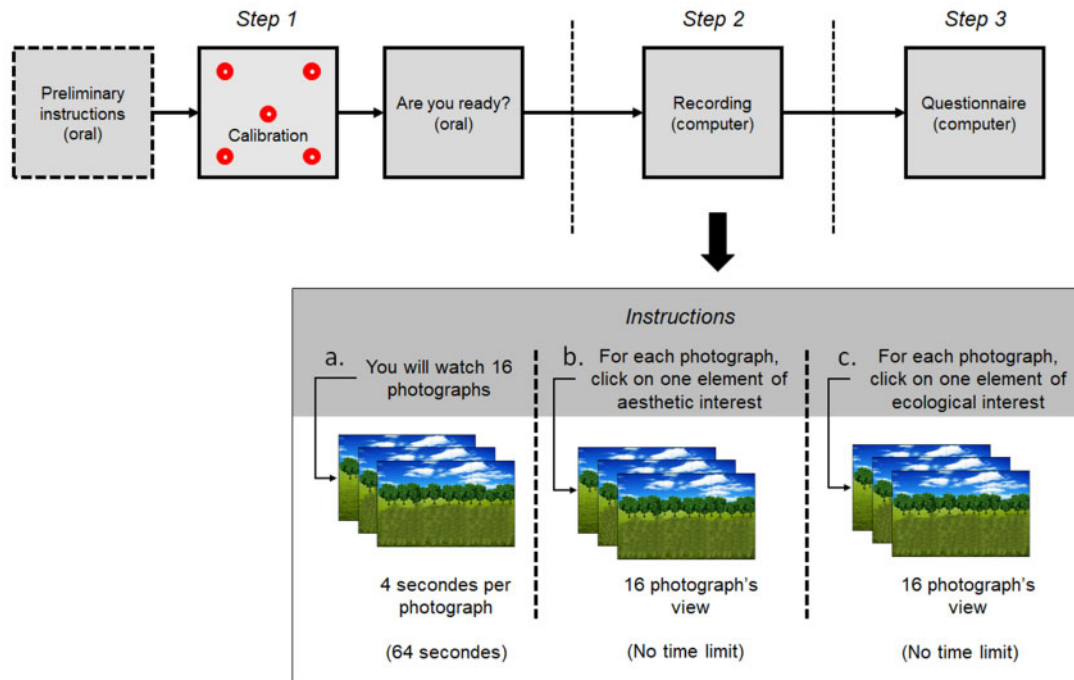 Step 1
Step 2
Step 3
Preliminary
instructions
(oral)
Calibration
Are you ready?
(oral)
Recording
(computer)
Questionnaire
(computer)
Instructions
a.
You will watch 16
photographs
b.
For each photograph,
click on one element of
aesthetic interest
c.
For each photograph,
click on one element of
ecological interest
4 secondes per
photograph
(64 secondes)
16 photograph's
view
(No time limit)
16 photograph's
view
(No time limit)